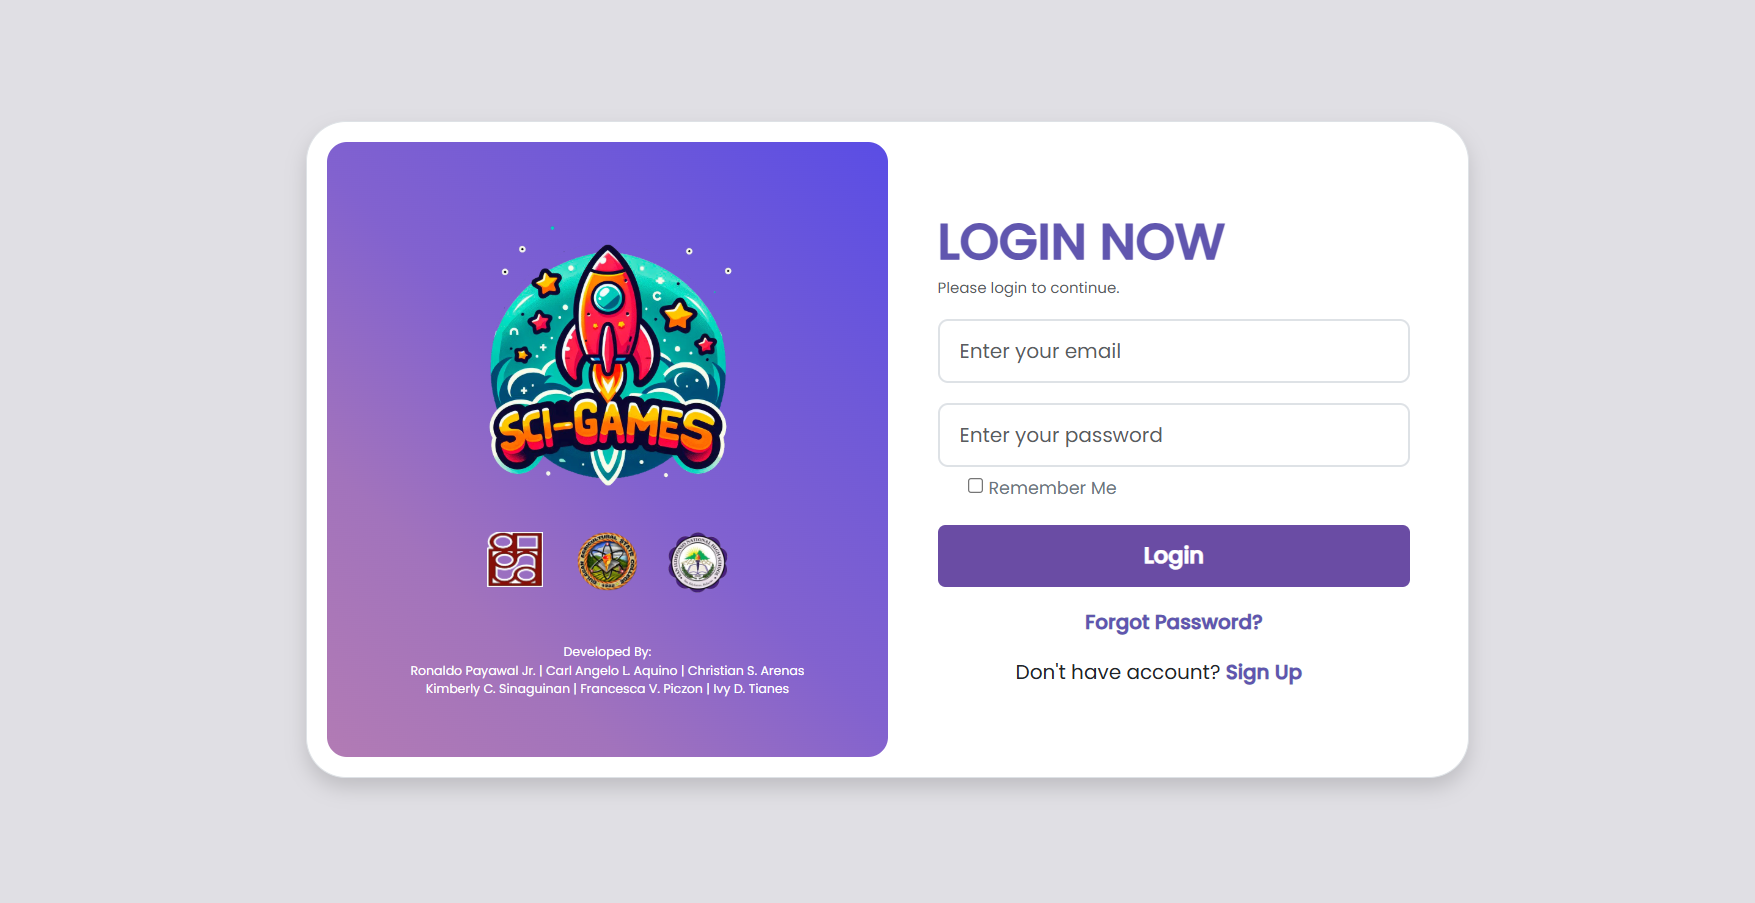 SCI-GAMES
Developed By:
Ronaldo Payawal Jr. | Carl Angelo L. Aquino | Christian S. Arenas
Kimberly C. Sinaguinan | Francesca V. Piczon | Ivy D. Tianes
LOGIN NOW
Please login to continue.
Enter your email
Enter your password
Remember Me
Login
Forgot Password?
Don't have account? Sign Up